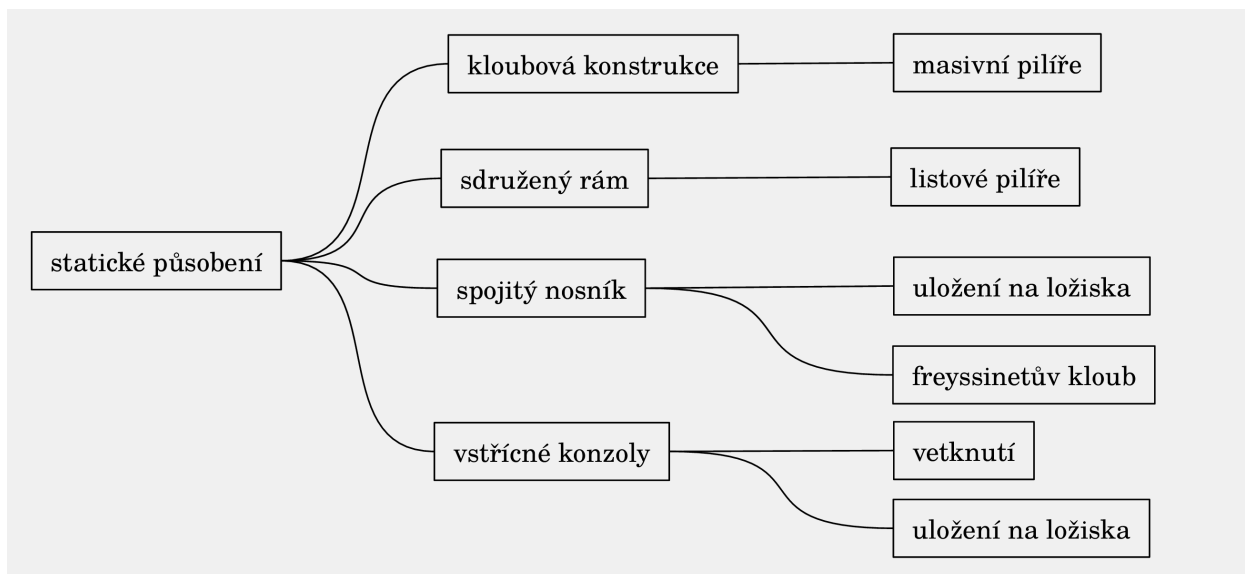 kloubová konstrukce
masivní pilíře
sdružený rám
listové pilíře
statické působení
spojitý nosník
uložení na ložiska
freyssinetův kloub
vstřícné konzoly
vetknutí
uložení na ložiska